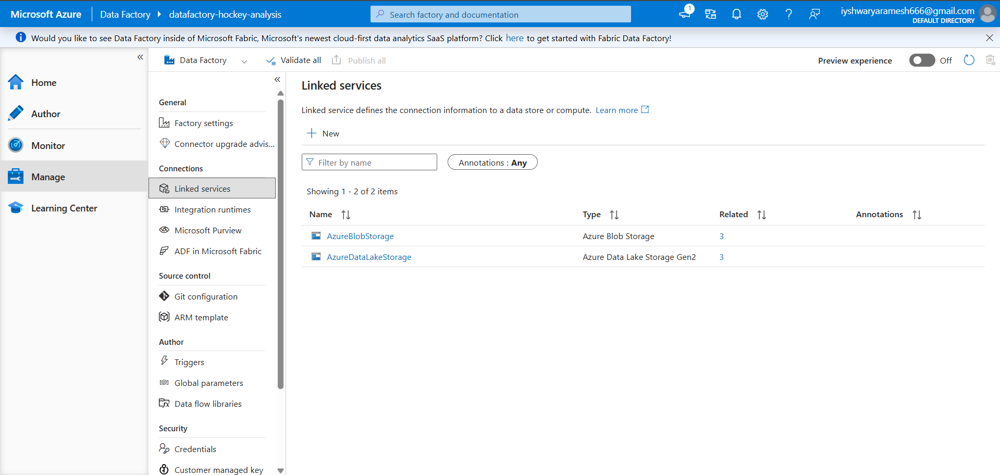 Microsoft Azure
Data Factory
datafactory-hockey-analysis
Search factory and documentation
1
iyshwaryaramesh666@gmail.com
DEFAULT DIRECTORY
Would you like to see Data Factory inside of Microsoft Fabric, Microsoft's newest cloud-first data analytics SaaS platform? Click here to get started with Fabric Data Factory!
Home
Author
Monitor
Manage
Learning Center
Data Factory
Validate all
Publish all
Preview experience
Off
General
Factory settings
Connector upgrade advis...
Connections
Linked services
Integration runtimes
Microsoft Purview
ADF in Microsoft Fabric
Source control
Git configuration
ARM template
Author
Triggers
Global parameters
Data flow libraries
Security
Credentials
Customer managed key
Linked services
Linked service defines the connection information to a data store or compute. Learn more
New
Filter by name
Annotations : Any
Showing 1 - 2 of 2 items
Name Type Related Annotations
AzureBlobStorage Azure Blob Storage 3
AzureDataLakeStorage Azure Data Lake Storage Gen2 3